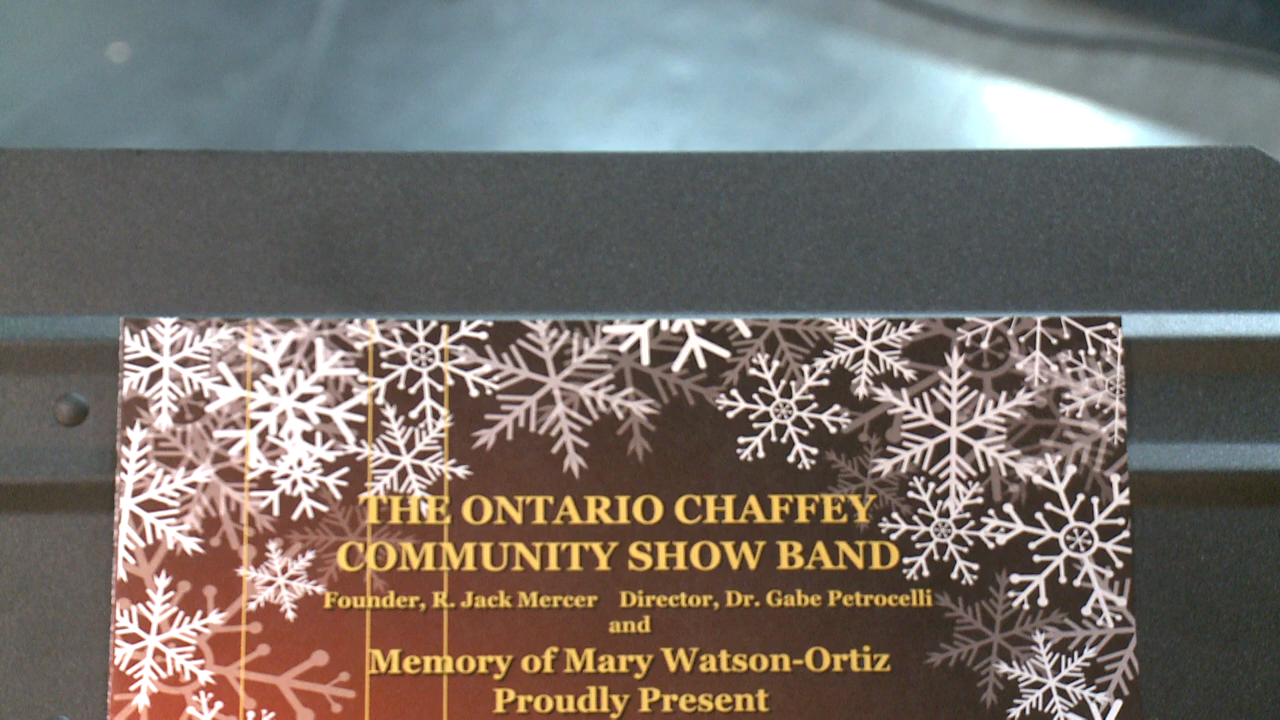 THE ONTARIO CHAFFEY
COMMUNITY SHOW BAND
Founder, R. Jack Mercer Director, Dr. Gabe Petrocelli
and
Memory of Mary Watson-Ortiz
Proudly Present